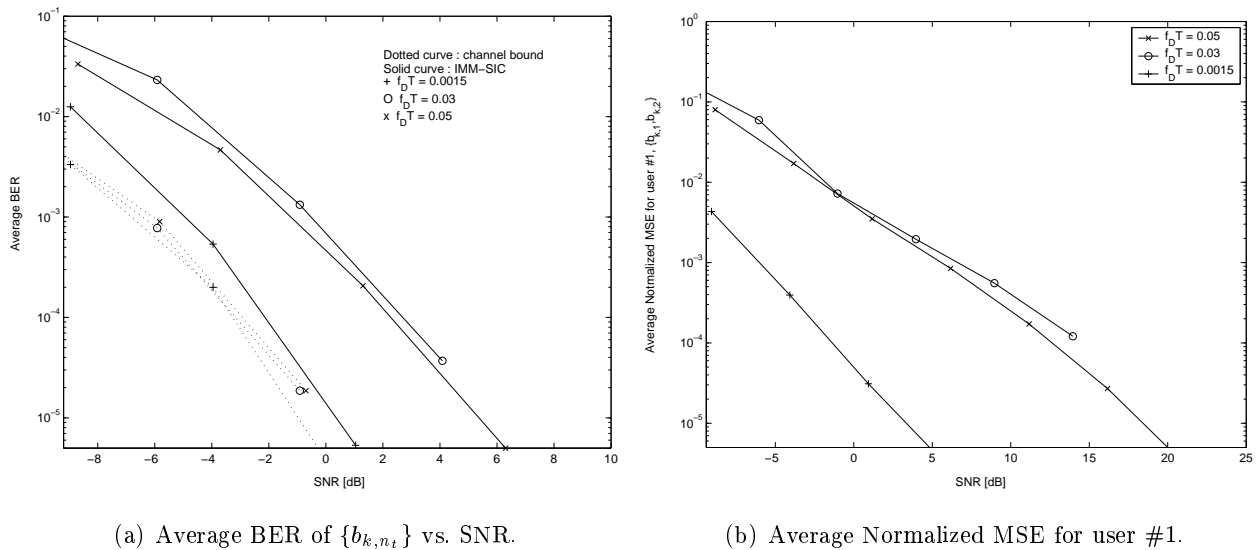 10^−1
10^−2
10^−3
10^−4
10^−5
Average BER
Dotted curve : channel bound
Solid curve : IMM−SIC
+ f_D T = 0.0015
O f_D T = 0.03
x f_D T = 0.05
−8 −6 −4 −2 0 2 4 6 8 10
SNR [dB]
(a) Average BER of {b_{k,n_t}} vs. SNR.
10^0
10^−1
10^−2
10^−3
10^−4
10^−5
Average Notmalized MSE for user #1, {b_{k,1},b_{k,2}}
f_D T = 0.05
f_D T = 0.03
f_D T = 0.0015
−5 0 5 10 15 20 25
SNR [dB]
(b) Average Normalized MSE for user #1.